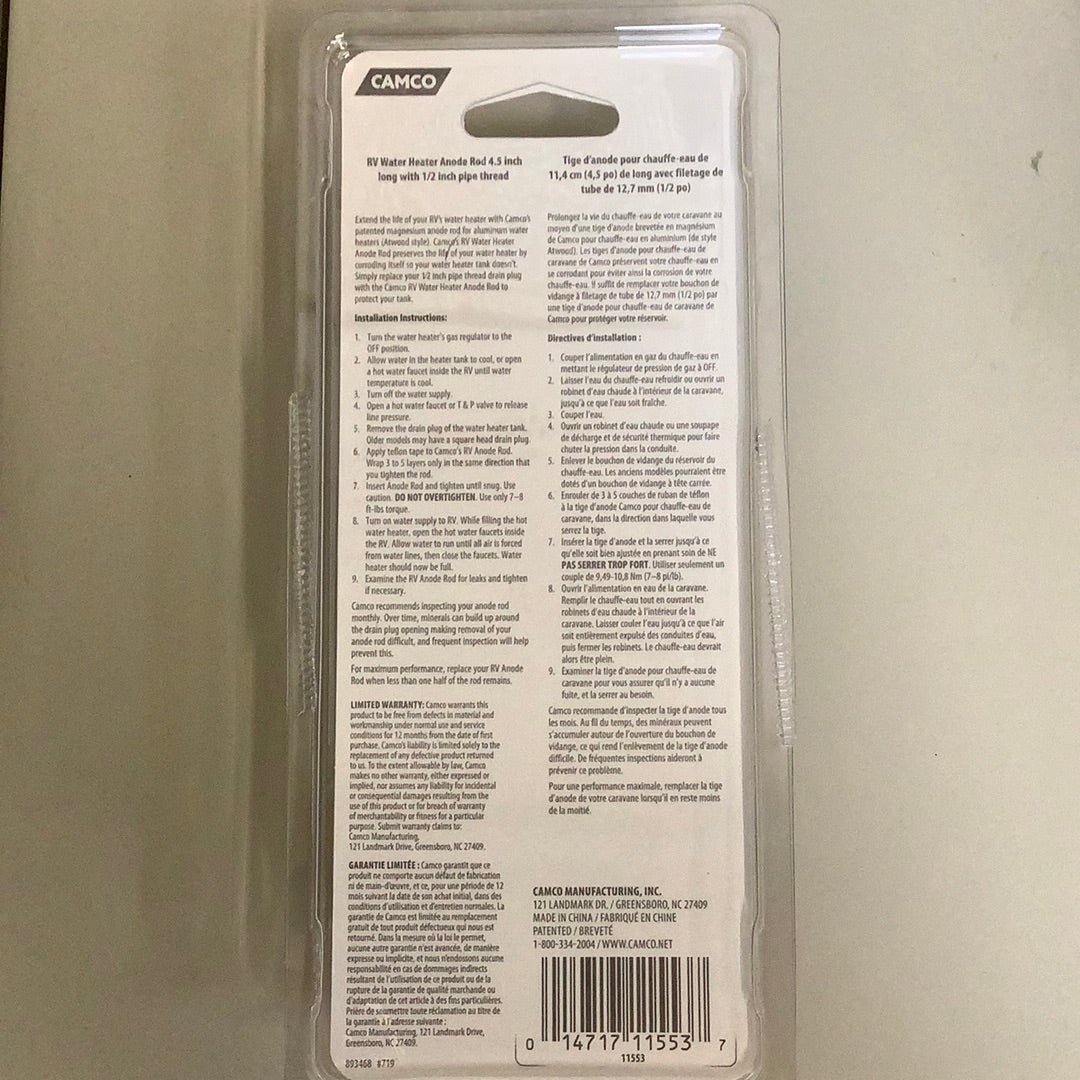 CAMCO
RV Water Heater Anode Rod 4.5 inch
long with 1/2 inch pipe thread
Extend the life of your RV's water heater with Camco's
patented magnesium anode rod for aluminum water
heaters (Atwood style). Camco's RV Water Heater
Anode Rod preserves the life of your water heater by
corroding itself so your water heater tank doesn't.
Simply replace your 1/2 inch pipe thread drain plug
with the Camco RV Water Heater Anode Rod to
protect your tank.
Installation Instructions:
1. Turn the water heater's gas regulator to the
OFF position.
2. Allow water in the heater tank to cool, or open
a hot water faucet inside the RV until water
temperature is cool.
3. Turn off the water supply.
4. Open a hot water faucet or T & P valve to release
line pressure.
5. Remove the drain plug of the water heater tank.
Older models may have a square head drain plug.
6. Apply teflon tape to Camco's RV Anode Rod.
Wrap 3 to 5 layers only in the same direction that
you tighten the rod.
7. Insert Anode Rod and tighten until snug. Use
caution. DO NOT OVERTIGHTEN. Use only 7–8
ft-lbs torque.
8. Turn on water supply to RV. While filling the hot
water heater, open the hot water faucets inside
the RV. Allow water to run until all air is forced
from water lines, then close the faucets. Water
heater should now be full.
9. Examine the RV Anode Rod for leaks and tighten
if necessary.
Camco recommends inspecting your anode rod
monthly. Over time, minerals can build up around
the drain plug opening making removal of your
anode rod difficult, and frequent inspection will help
prevent this.
For maximum performance, replace your RV Anode
Rod when less than one half of the rod remains.
LIMITED WARRANTY: Camco warrants this
product to be free from defects in material and
workmanship under normal use and service
conditions for 12 months from the date of first
purchase. Camco's liability is limited solely to the
replacement of any defective product returned
to us. To the extent allowable by law, Camco
makes no other warranty, either expressed or
implied, nor assumes any liability for incidental
or consequential damages resulting from the
use of this product or for breach of warranty
of merchantability or fitness for a particular
purpose. Submit warranty claims to:
Camco Manufacturing,
121 Landmark Drive, Greensboro, NC 27409.
GARANTIE LIMITÉE : Camco garantit que ce
produit ne comporte aucun défaut de fabrication
ni de main-d'œuvre, et ce, pour une période de 12
mois suivant la date de son achat initial, dans des
conditions d'utilisation et d'entretien normales. La
garantie de Camco est limitée au remplacement
gratuit de tout produit défectueux qui nous est
retourné. Dans la mesure où la loi le permet,
aucune autre garantie n'est avancée, de manière
expresse ou implicite, et nous n'endossons aucune
responsabilité en cas de dommages indirects
résultant de l'utilisation de ce produit ou de la
rupture de la garantie de qualité marchande ou
d'adaptation de cet article à des fins particulières.
Prière de soumettre toute réclamation au titre de
la garantie à l'adresse suivante :
Camco Manufacturing, 121 Landmark Drive,
Greensboro, NC 27409.
893468 8719
Tige d'anode pour chauffe-eau de
11,4 cm (4,5 po) de long avec filetage de
tube de 12,7 mm (1/2 po)
Prolongez la vie du chauffe-eau de votre caravane au
moyen d'une tige d'anode brevetée en magnésium
de Camco pour chauffe-eau en aluminium (de style
Atwood). Les tiges d'anode pour chauffe-eau de
caravane de Camco préservent votre chauffe-eau en
se corrodant pour éviter ainsi la corrosion de votre
chauffe-eau. Il suffit de remplacer votre bouchon de
vidange à filetage de tube de 12,7 mm (1/2 po) par
une tige d'anode pour chauffe-eau de caravane de
Camco pour protéger votre réservoir.
Directives d'installation :
1. Couper l'alimentation en gaz du chauffe-eau en
mettant le régulateur de pression de gaz à OFF.
2. Laisser l'eau du chauffe-eau refroidir ou ouvrir un
robinet d'eau chaude à l'intérieur de la caravane,
jusqu'à ce que l'eau soit fraîche.
3. Couper l'eau.
4. Ouvrir un robinet d'eau chaude ou une soupape
de décharge et de sécurité thermique pour faire
chuter la pression dans la conduite.
5. Enlever le bouchon de vidange du réservoir du
chauffe-eau. Les anciens modèles pourraient être
dotés d'un bouchon de vidange à tête carrée.
6. Enrouler de 3 à 5 couches de ruban de téflon
à la tige d'anode Camco pour chauffe-eau de
caravane, dans la direction dans laquelle vous
serrez la tige.
7. Insérer la tige d'anode et la serrer jusqu'à ce
qu'elle soit bien ajustée en prenant soin de NE
PAS SERRER TROP FORT. Utiliser seulement un
couple de 9,49-10,8 Nm (7–8 pi/lb).
8. Ouvrir l'alimentation en eau de la caravane.
Remplir le chauffe-eau tout en ouvrant les
robinets d'eau chaude à l'intérieur de la
caravane. Laisser couler l'eau jusqu'à ce que l'air
soit entièrement expulsé des conduites d'eau,
puis fermer les robinets. Le chauffe-eau devrait
alors être plein.
9. Examiner la tige d'anode pour chauffe-eau de
caravane pour vous assurer qu'il n'y a aucune
fuite, et la serrer au besoin.
Camco recommande d'inspecter la tige d'anode tous
les mois. Au fil du temps, des minéraux peuvent
s'accumuler autour de l'ouverture du bouchon de
vidange, ce qui rend l'enlèvement de la tige d'anode
difficile. De fréquentes inspections aideront à
prévenir ce problème.
Pour une performance maximale, remplacer la tige
d'anode de votre caravane lorsqu'il en reste moins
de la moitié.
CAMCO MANUFACTURING, INC.
121 LANDMARK DR. / GREENSBORO, NC 27409
MADE IN CHINA / FABRIQUÉ EN CHINE
PATENTED / BREVETÉ
1-800-334-2004 / WWW.CAMCO.NET
0 14717 11553 7
11553